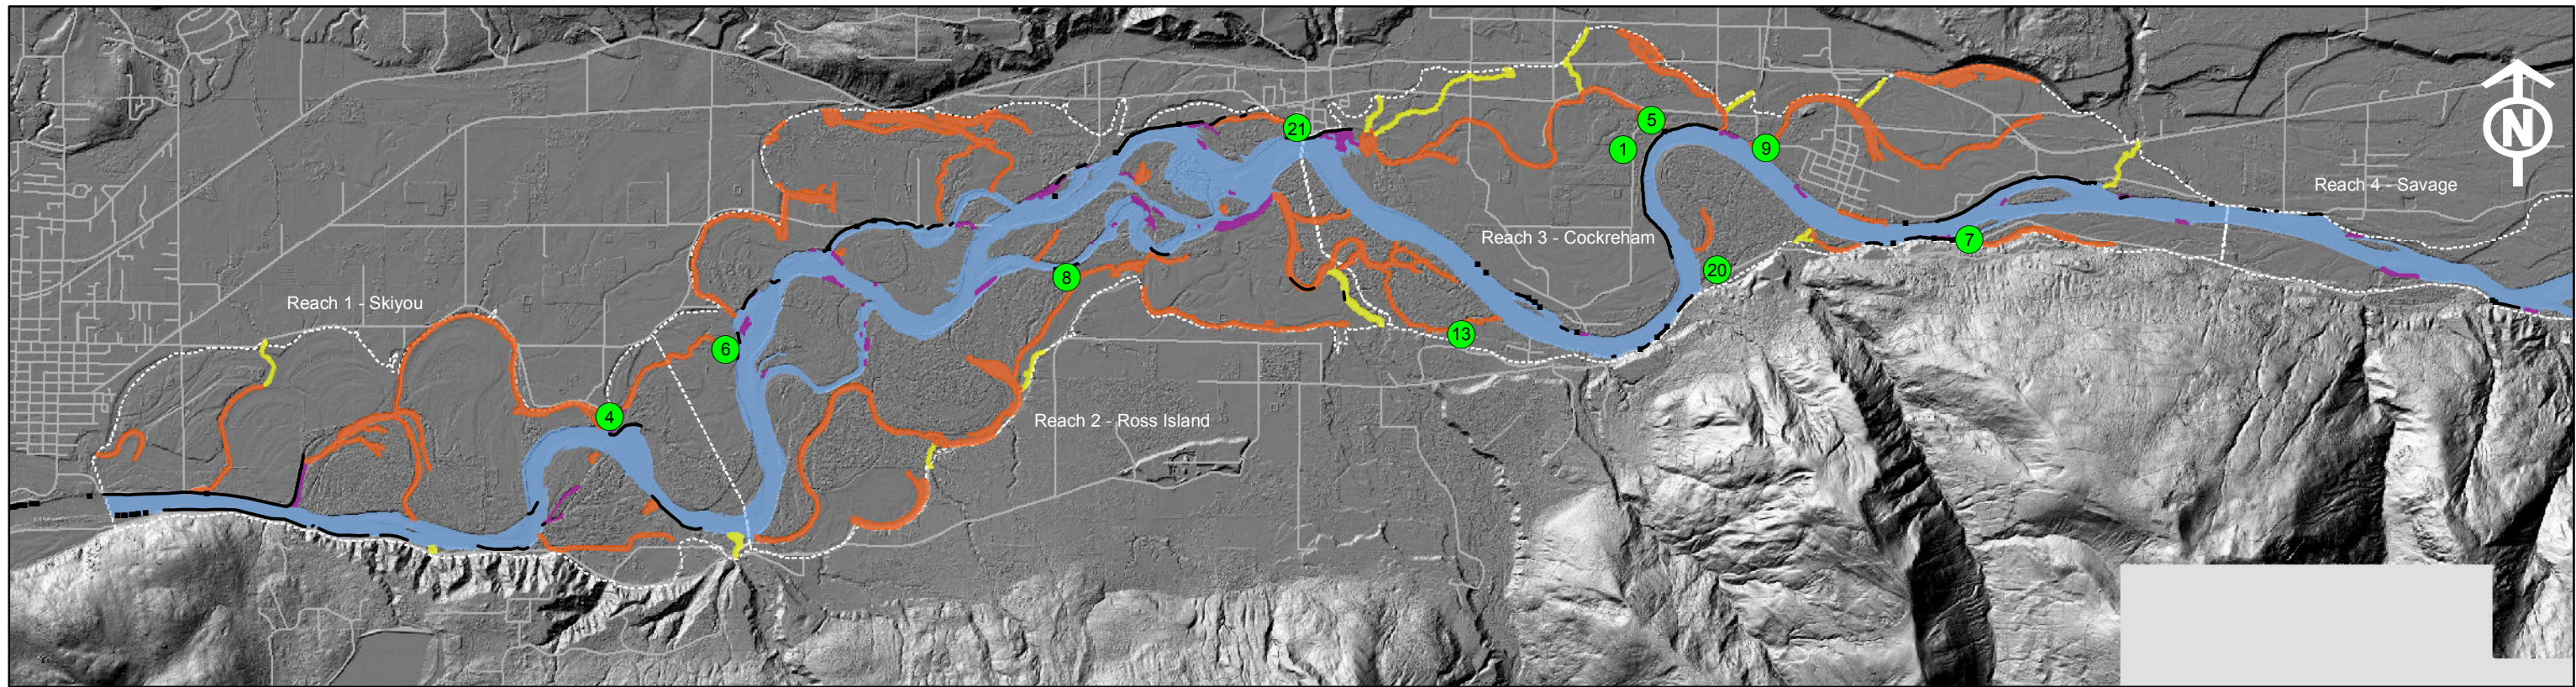 21
5
1
9
N
Reach 4 - Savage
Reach 3 - Cockreham
7
8
20
Reach 1 - Skiyou
6
13
4
Reach 2 - Ross Island